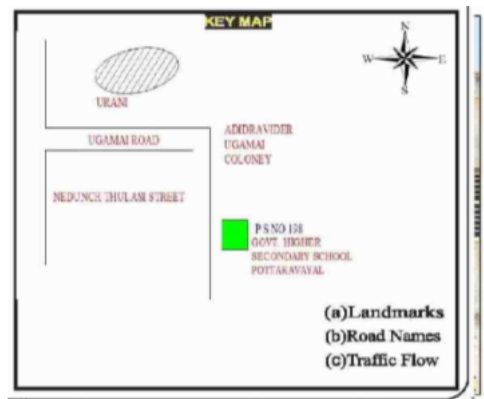 KEY MAP
N
W E
S
URANI
UGAMAI ROAD
ADIDRAVIDER
UGAMAI
COLONEY
NEDUNCH THULASI STREET
P S NO 198
GOVT. HIGHER
SECONDARY SCHOOL
POTTAKAVAYAL
(a)Landmarks
(b)Road Names
(c)Traffic Flow